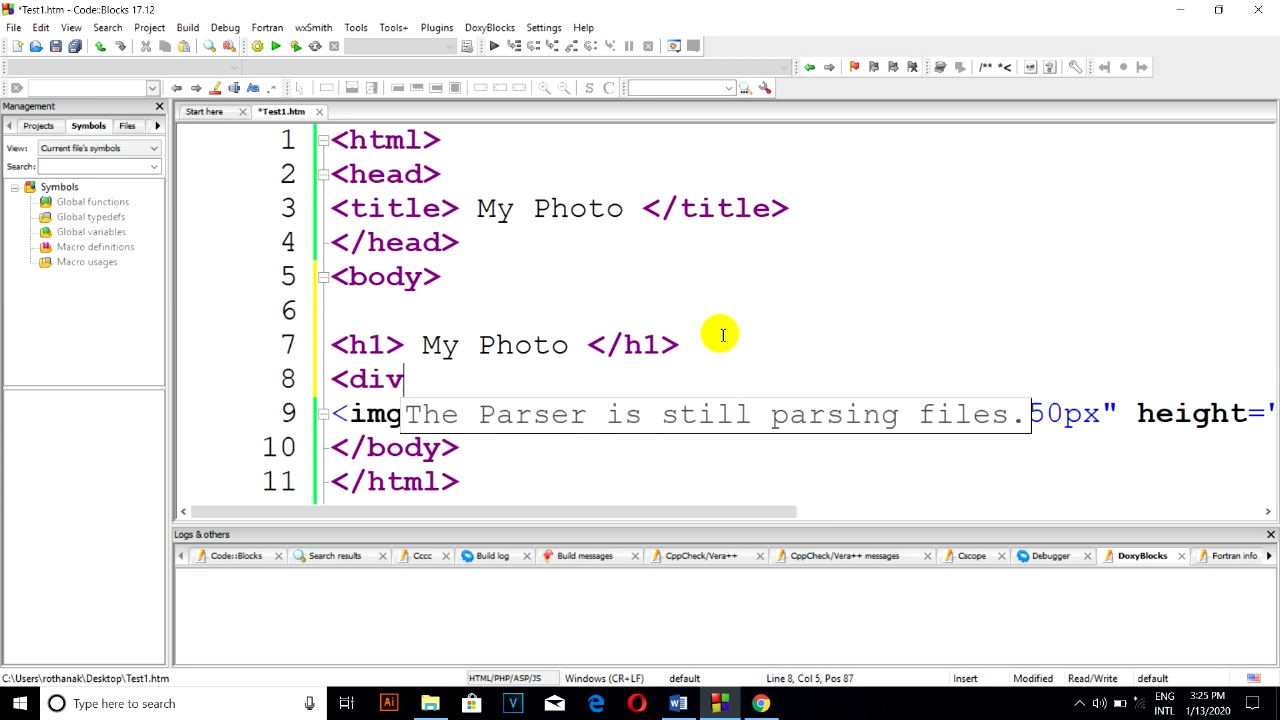 *Test1.htm - Code::Blocks 17.12
File Edit View Search Project Build Debug Fortran wxSmith Tools Tools+ Plugins DoxyBlocks Settings Help
/** *<
S C
Management
Start here *Test1.htm
Projects Symbols Files
View: Current file's symbols
Search:
Symbols
Global functions
Global typedefs
Global variables
Macro definitions
Macro usages
1 <html>
2 <head>
3 <title> My Photo </title>
4 </head>
5 <body>
6
7 <h1> My Photo </h1>
8 <div
9 <img The Parser is still parsing files. 50px" height="
10 </body>
11 </html>
Logs & others
Code::Blocks Search results Cccc Build log Build messages CppCheck/Vera++ CppCheck/Vera++ messages Cscope Debugger DoxyBlocks Fortran info
C:\Users\rothanak\Desktop\Test1.htm HTML/PHP/ASP/JS Windows (CR+LF) default Line 8, Col 5, Pos 87 Insert Modified Read/Write default
Type here to search
Ai V W
ENG
INTL
3:25 PM
1/13/2020